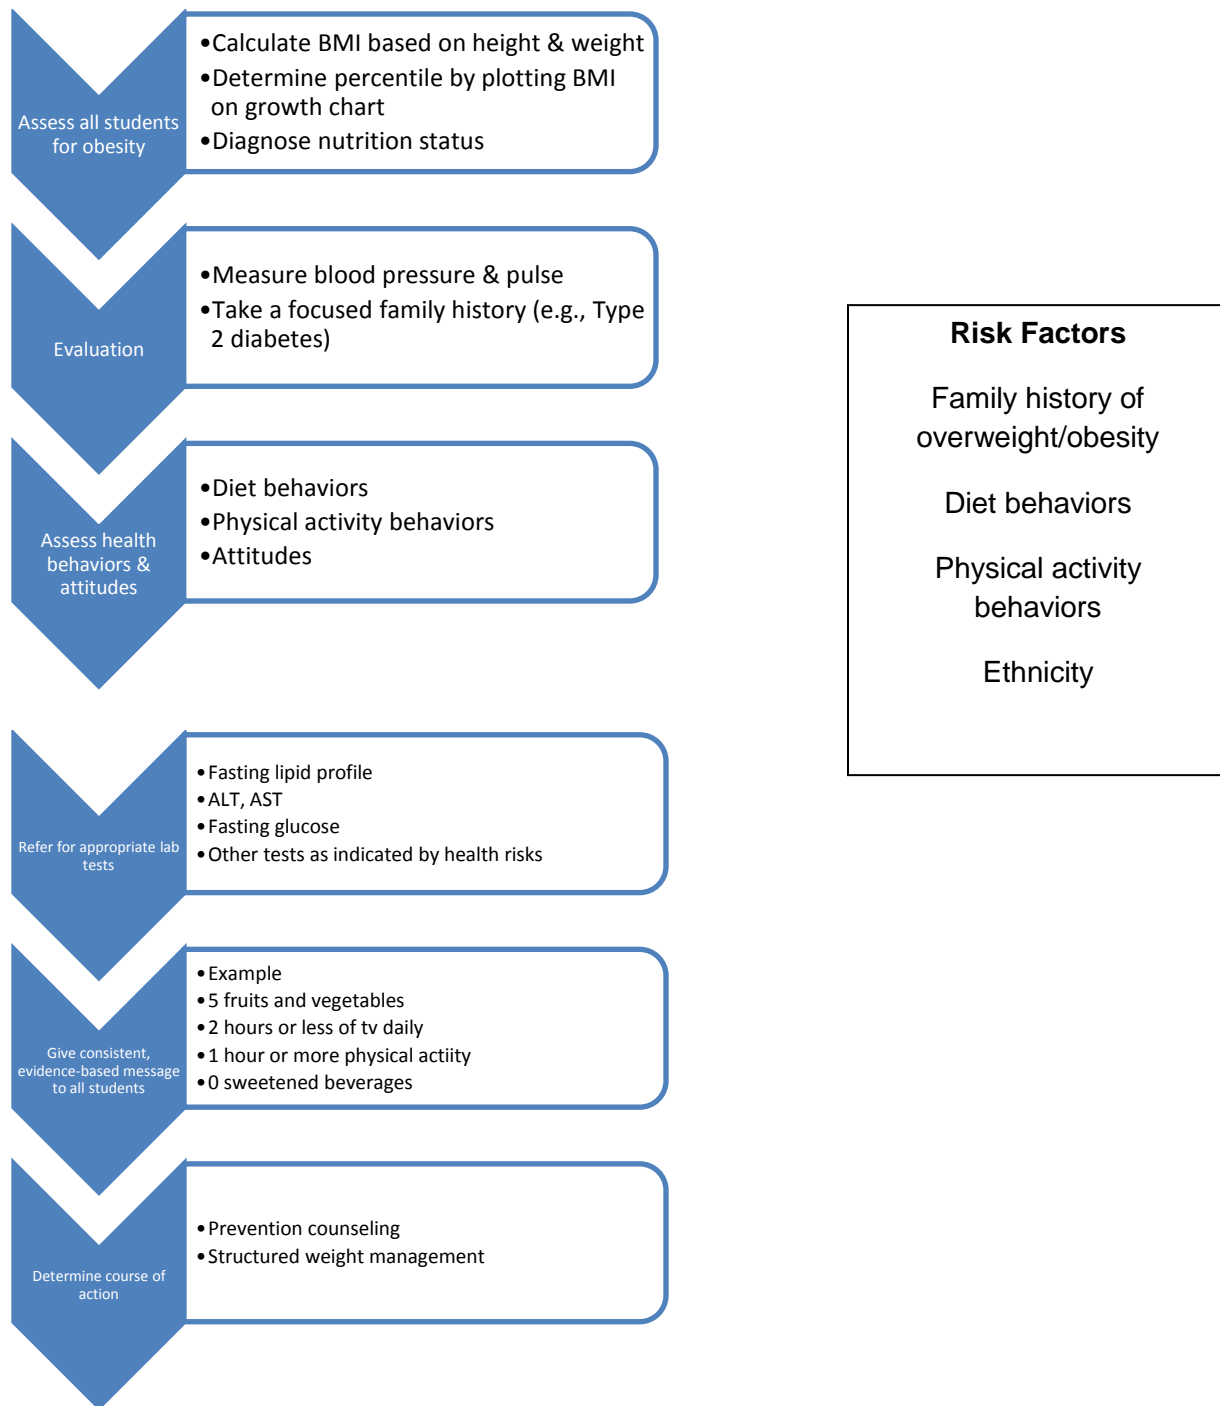 Assess all students
for obesity
•Calculate BMI based on height & weight
•Determine percentile by plotting BMI
on growth chart
•Diagnose nutrition status
Evaluation
•Measure blood pressure & pulse
•Take a focused family history (e.g., Type
2 diabetes)
Assess health
behaviors &
attitudes
•Diet behaviors
•Physical activity behaviors
•Attitudes
Refer for appropriate lab
tests
•Fasting lipid profile
•ALT, AST
•Fasting glucose
•Other tests as indicated by health risks
Give consistent,
evidence-based message
to all students
•Example
•5 fruits and vegetables
•2 hours or less of tv daily
•1 hour or more physical actiity
•0 sweetened beverages
Determine course of
action
•Prevention counseling
•Structured weight management
Risk Factors
Family history of
overweight/obesity
Diet behaviors
Physical activity
behaviors
Ethnicity